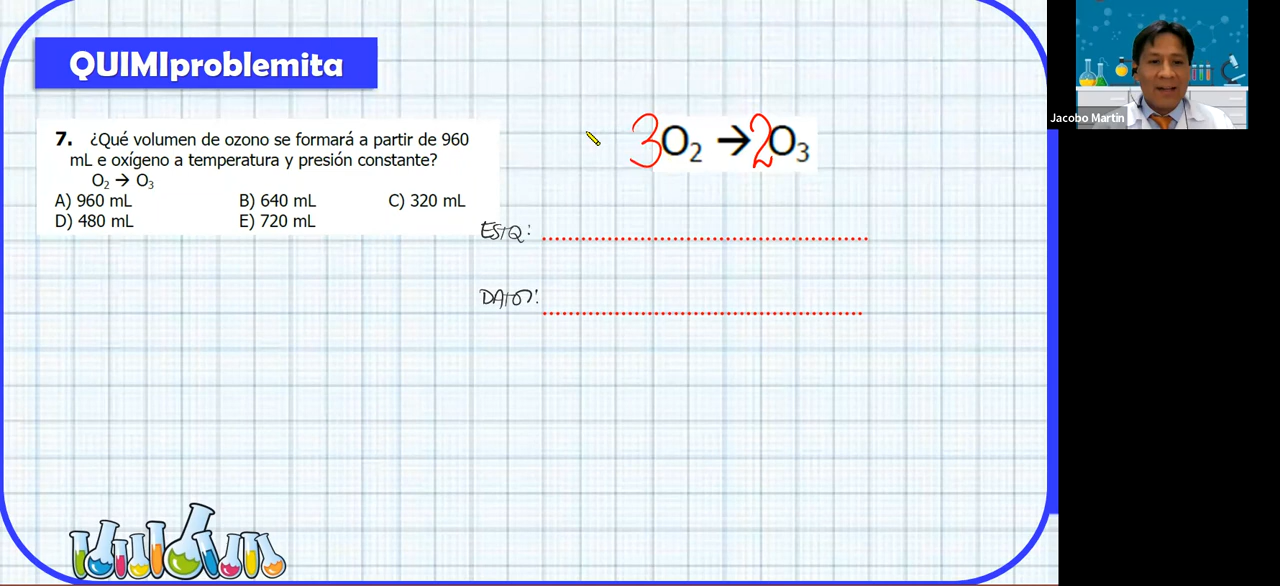 QUIMIproblemita
7. ¿Qué volumen de ozono se formará a partir de 960
mL e oxígeno a temperatura y presión constante?
O₂ → O₃
A) 960 mL B) 640 mL C) 320 mL
D) 480 mL E) 720 mL
3O₂ → 2O₃
ESTQ:
DATO:
Jacobo Martin